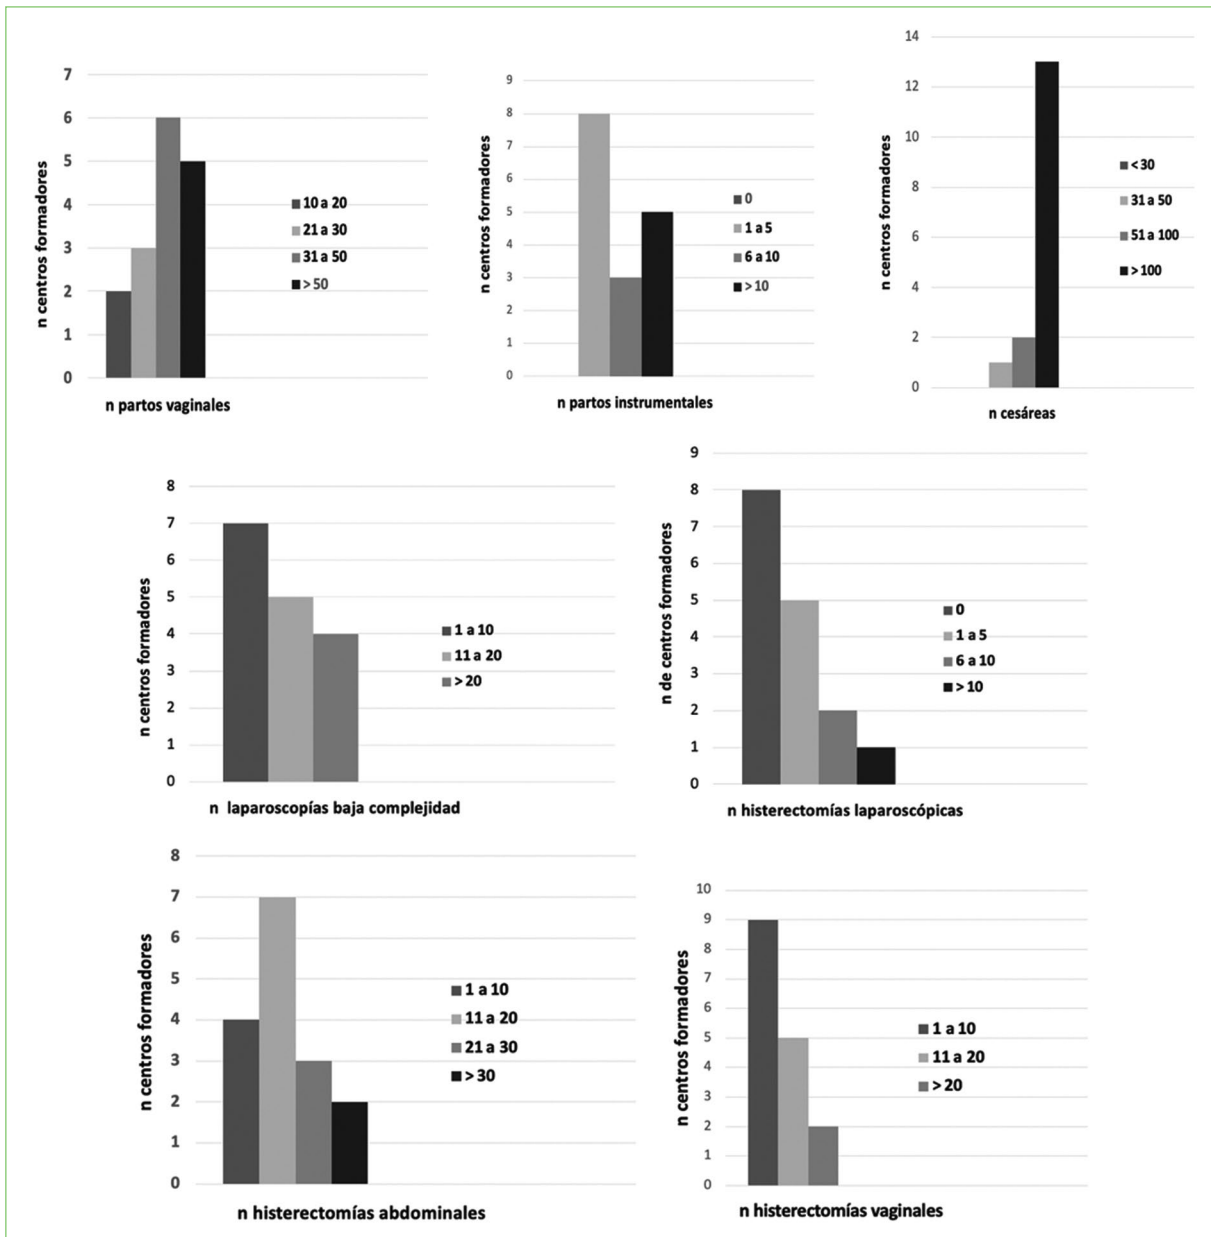 7
6
5
4
3
2
1
0
n centros formadores
10 a 20
21 a 30
31 a 50
> 50
n partos vaginales
9
8
7
6
5
4
3
2
1
0
n centros formadores
0
1 a 5
6 a 10
> 10
n partos instrumentales
14
12
10
8
6
4
2
0
n centros formadores
< 30
31 a 50
51 a 100
> 100
n cesáreas
8
7
6
5
4
3
2
1
0
n centros formadores
1 a 10
11 a 20
> 20
n laparoscopías baja complejidad
9
8
7
6
5
4
3
2
1
0
n de centros formadores
0
1 a 5
6 a 10
> 10
n histerectomías laparoscópicas
8
7
6
5
4
3
2
1
0
n centros formadores
1 a 10
11 a 20
21 a 30
> 30
n histerectomías abdominales
10
9
8
7
6
5
4
3
2
1
0
n centros formadores
1 a 10
11 a 20
> 20
n histerectomías vaginales